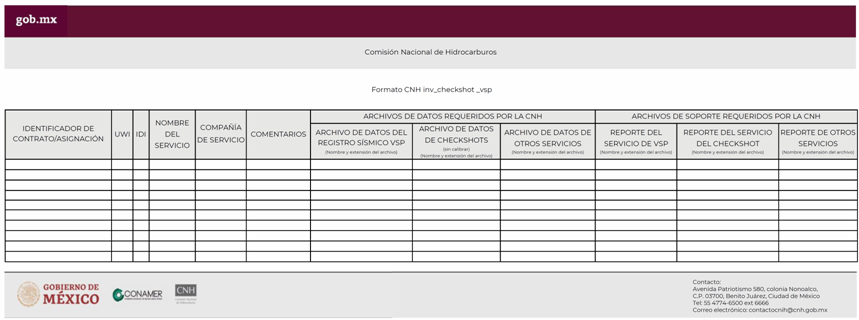 gob.mx
Comisión Nacional de Hidrocarburos
Formato CNH inv_checkshot _vsp
IDENTIFICADOR DE
CONTRATO/ASIGNACIÓN
UWI
IDI
NOMBRE
DEL
SERVICIO
COMPAÑÍA
DE SERVICIO
COMENTARIOS
ARCHIVOS DE DATOS REQUERIDOS POR LA CNH
ARCHIVO DE DATOS DEL
REGISTRO SÍSMICO VSP
(Nombre y extensión del archivo)
ARCHIVO DE DATOS
DE CHECKSHOTS
(sin calibrar)
(Nombre y extensión del archivo)
ARCHIVO DE DATOS DE
OTROS SERVICIOS
(Nombre y extensión del archivo)
ARCHIVOS DE SOPORTE REQUERIDOS POR LA CNH
REPORTE DEL
SERVICIO DE VSP
(Nombre y extensión del archivo)
REPORTE DEL SERVICIO
DEL CHECKSHOT
(Nombre y extensión del archivo)
REPORTE DE OTROS
SERVICIOS
(Nombre y extensión del archivo)
GOBIERNO DE
MÉXICO
CONAMER
CNH
Contacto:
Avenida Patriotismo 580, colonia Nonoalco,
C.P. 03700, Benito Juárez, Ciudad de México
Tel: 55 4774-6500 ext 6666
Correo electrónico: contactocnih@cnh.gob.mx